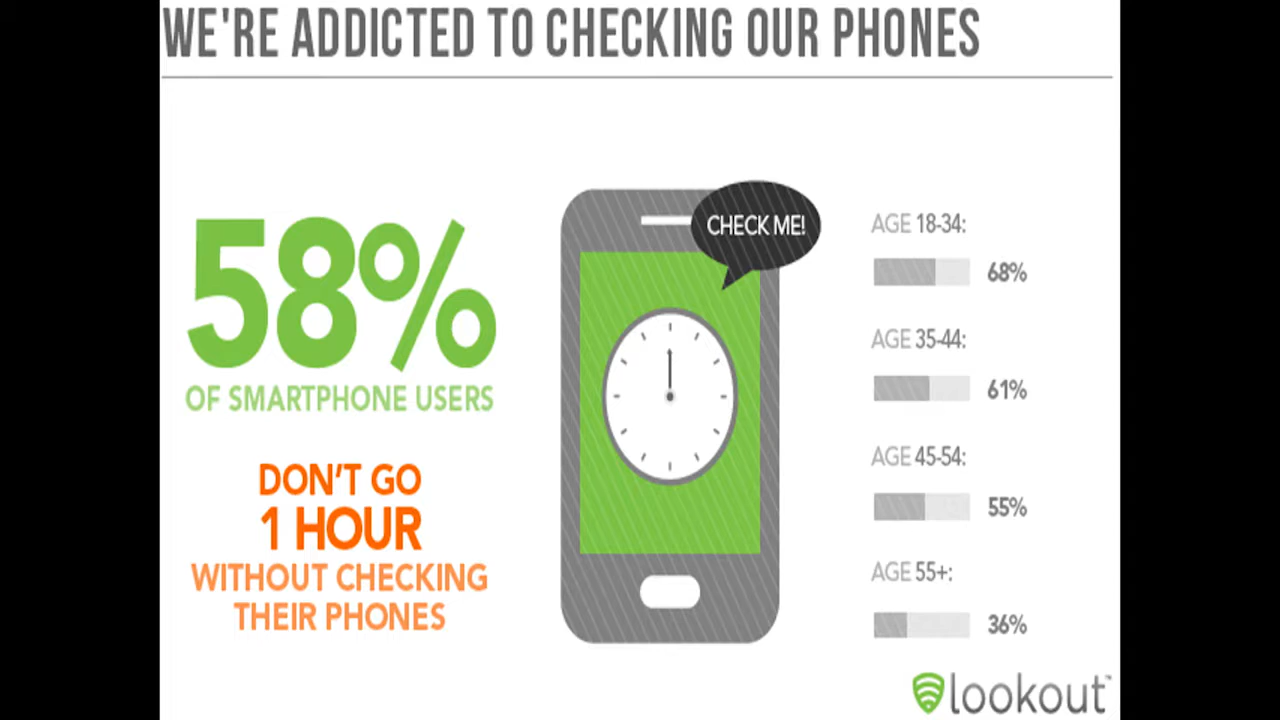 WE'RE ADDICTED TO CHECKING OUR PHONES
58%
OF SMARTPHONE USERS
DON'T GO
1 HOUR
WITHOUT CHECKING
THEIR PHONES
CHECK ME!
AGE 18-34:
68%
AGE 35-44:
61%
AGE 45-54:
55%
AGE 55+:
36%
lookout™